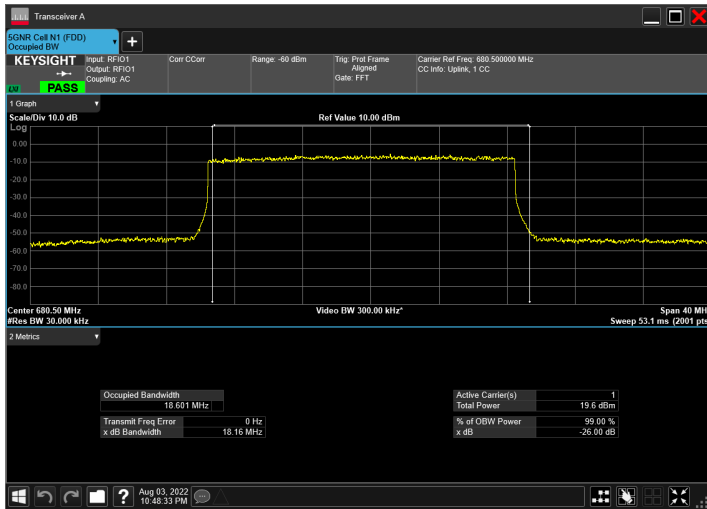 Transceiver A
5GNR Cell N1 (FDD)
Occupied BW
KEYSIGHT
LXI
PASS
Input: RFIO1
Output: RFIO1
Coupling: AC
Corr CCorr
Range: -60 dBm
Trig: Prot Frame
Aligned
Gate: FFT
Carrier Ref Freq: 680.500000 MHz
CC Info: Uplink, 1 CC
1 Graph
Scale/Div 10.0 dB
Ref Value 10.00 dBm
Log
0.00
-10.0
-20.0
-30.0
-40.0
-50.0
-60.0
-70.0
-80.0
Center 680.50 MHz
Video BW 300.00 kHz*
Span 40 MH
#Res BW 30.000 kHz
Sweep 53.1 ms (2001 pts
2 Metrics
Occupied Bandwidth
18.601 MHz
Transmit Freq Error 0 Hz
x dB Bandwidth 18.16 MHz
Active Carrier(s) 1
Total Power 19.6 dBm
% of OBW Power 99.00 %
x dB -26.00 dB
?
Aug 03, 2022
10:48:33 PM